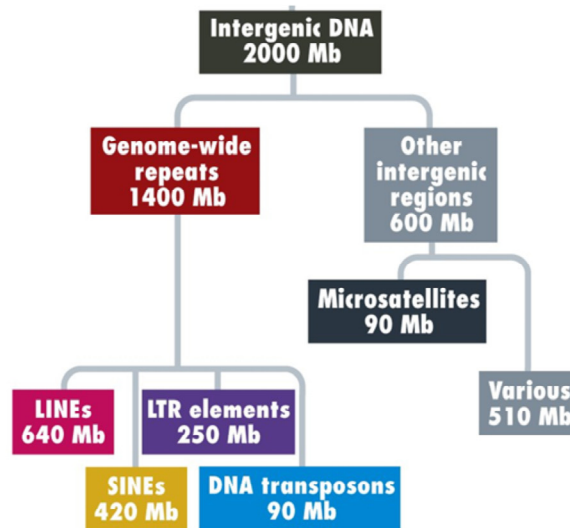 Intergenic DNA
2000 Mb
Genome-wide
repeats
1400 Mb
Other
intergenic
regions
600 Mb
Microsatellites
90 Mb
Various
510 Mb
LINEs
640 Mb
LTR elements
250 Mb
SINEs
420 Mb
DNA transposons
90 Mb